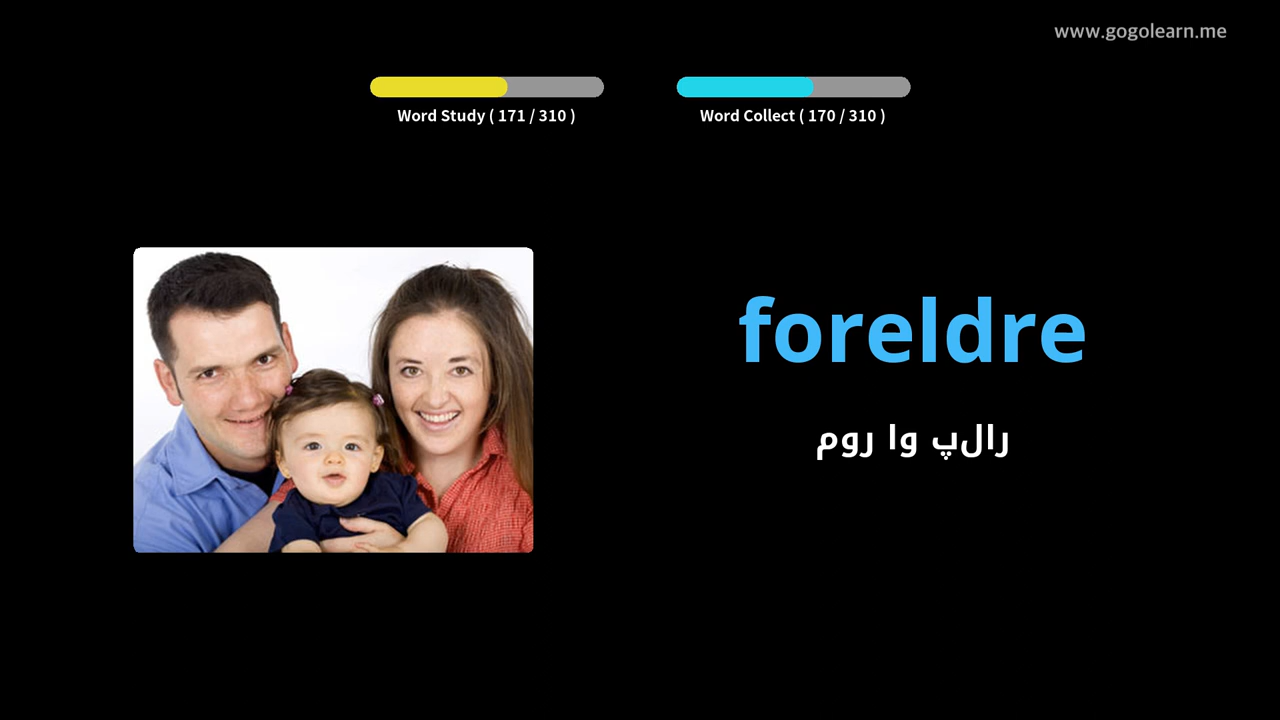 www.gogolearn.me
Word Study ( 171 / 310 )
Word Collect ( 170 / 310 )
foreldre
رالپ وا روم